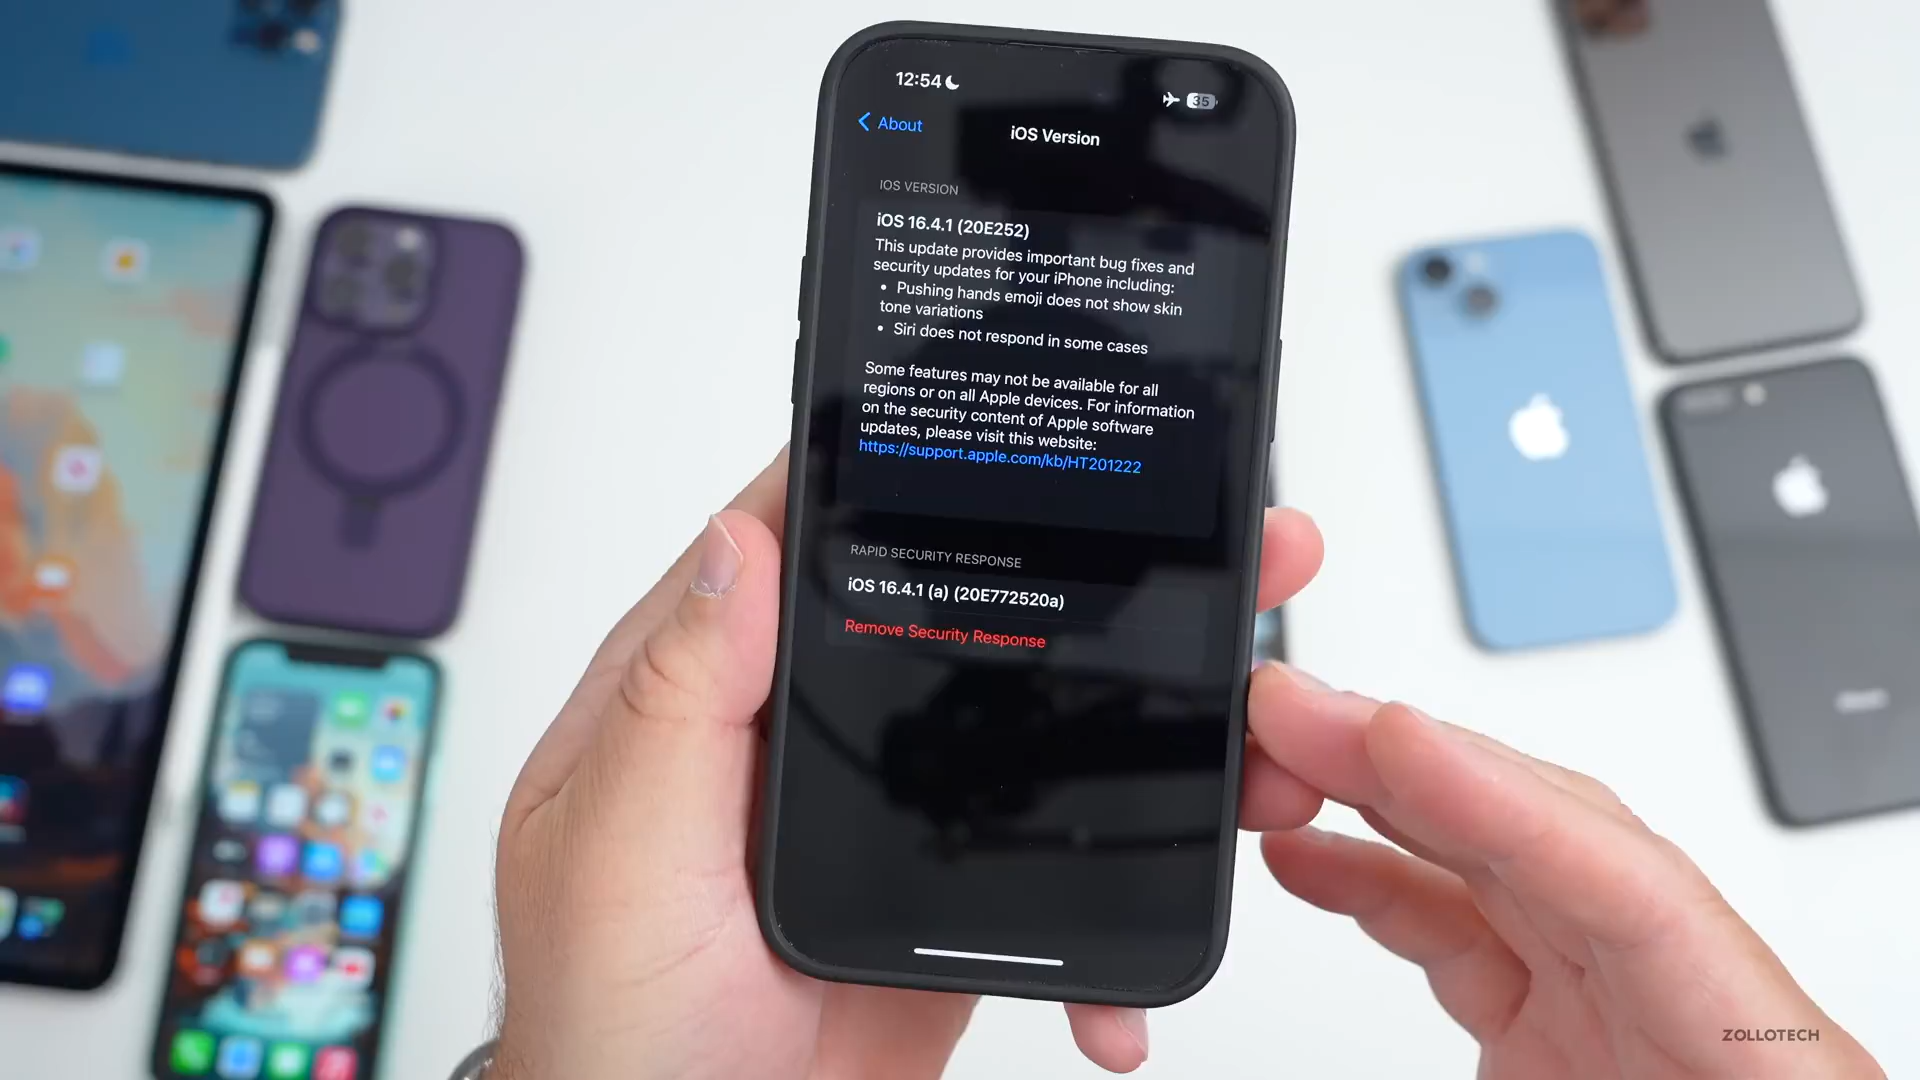 12:54
35
About
iOS Version
IOS VERSION
iOS 16.4.1 (20E252)
This update provides important bug fixes and
security updates for your iPhone including:
• Pushing hands emoji does not show skin
tone variations
• Siri does not respond in some cases
Some features may not be available for all
regions or on all Apple devices. For information
on the security content of Apple software
updates, please visit this website:
https://support.apple.com/kb/HT201222
RAPID SECURITY RESPONSE
iOS 16.4.1 (a) (20E772520a)
Remove Security Response
ZOLLOTECH